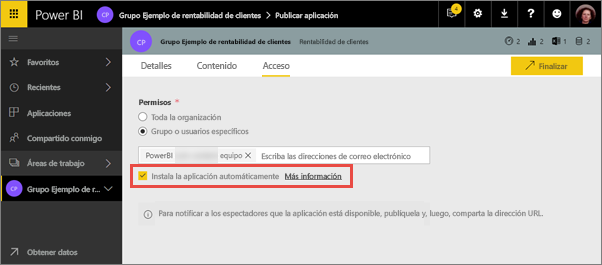 Power BI
Grupo Ejemplo de rentabilidad de clientes > Publicar aplicación
4
Favoritos
Recientes
Aplicaciones
Compartido conmigo
Áreas de trabajo
CP Grupo Ejemplo de r...
Obtener datos
CP Grupo Ejemplo de rentabilidad de clientes Rentabilidad de clientes
2 2 1 2
Detalles Contenido Acceso
Finalizar
Permisos *
Toda la organización
Grupo o usuarios específicos
PowerBI equipo Escriba las direcciones de correo electrónico
Instala la aplicación automáticamente Más información
Para notificar a los espectadores que la aplicación está disponible, publíquela y, luego, comparta la dirección URL.